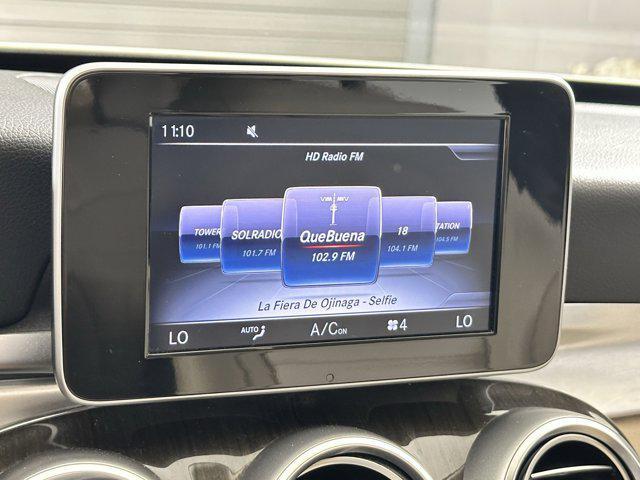 11:10
HD Radio FM
TOWER
101.1 FM
SOLRADIO
101.7 FM
QueBuena
102.9 FM
18
104.1 FM
TATION
104.5 FM
La Fiera De Ojinaga - Selfie
LO AUTO A/C ON 4 LO